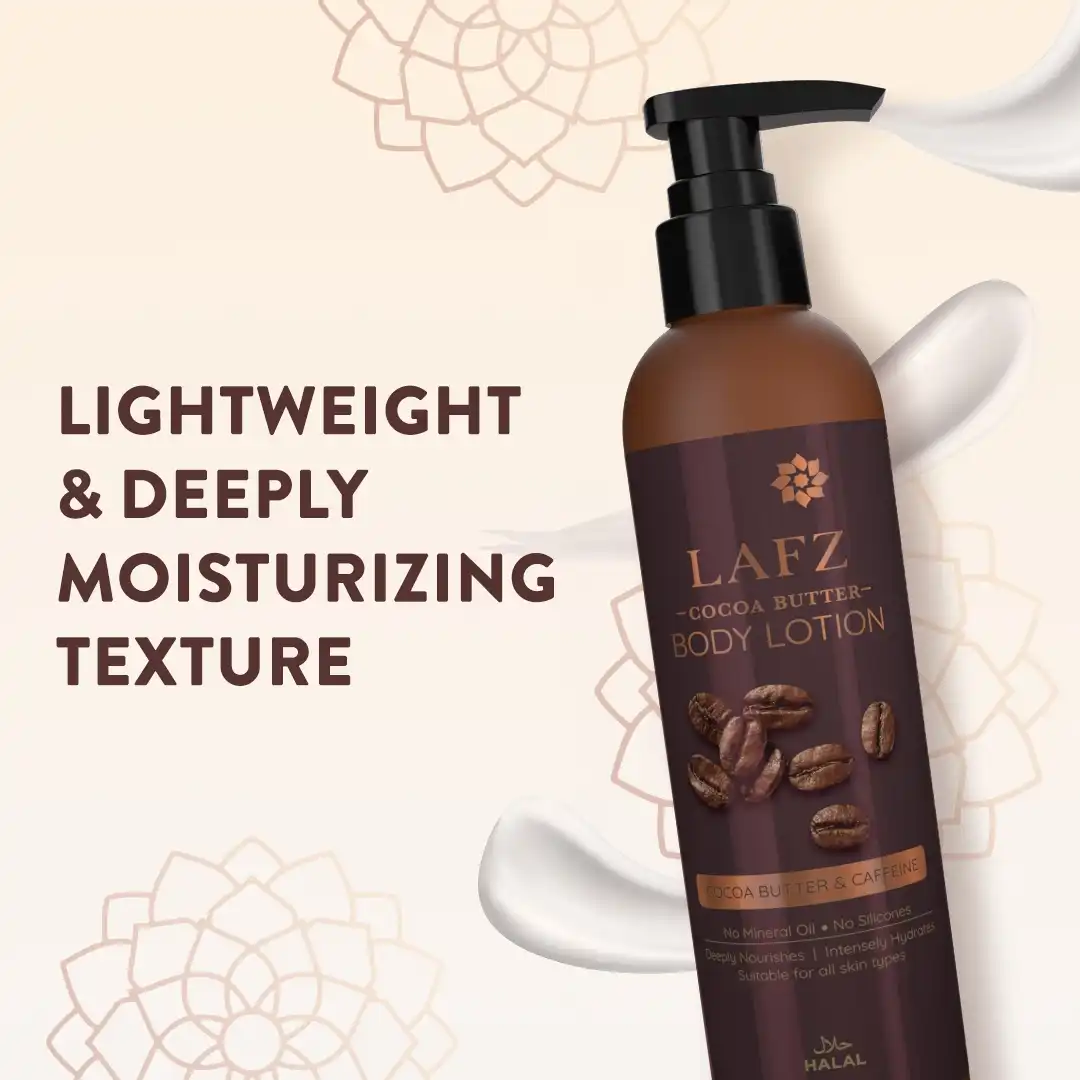 LIGHTWEIGHT
& DEEPLY
MOISTURIZING
TEXTURE
LAFZ
-COCOA BUTTER-
BODY LOTION
COCOA BUTTER & CAFFEINE
No Mineral Oil • No Silicones
Deeply Nourishes | Intensely Hydrates
Suitable for all skin types
حلال
HALAL